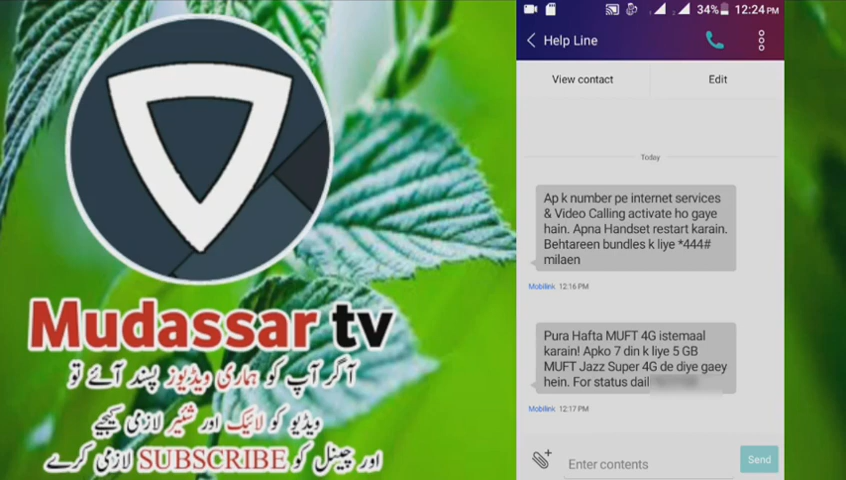 Mudassar tv
اگر آپ کو ہماری ویڈیوز پسند آئے تو
ویڈیو کو لائیک اور شئیر لازمی کیجیے
اور چینل کو SUBSCRIBE لازمی کرے
34% 12:24 PM
Help Line
View contact Edit
Today
Ap k number pe internet services
& Video Calling activate ho gaye
hain. Apna Handset restart karain.
Behtareen bundles k liye *444#
milaen
Mobilink 12:16 PM
Pura Hafta MUFT 4G istemaal
karain! Apko 7 din k liye 5 GB
MUFT Jazz Super 4G de diye gaey
hein. For status dail
Mobilink 12:17 PM
Enter contents Send